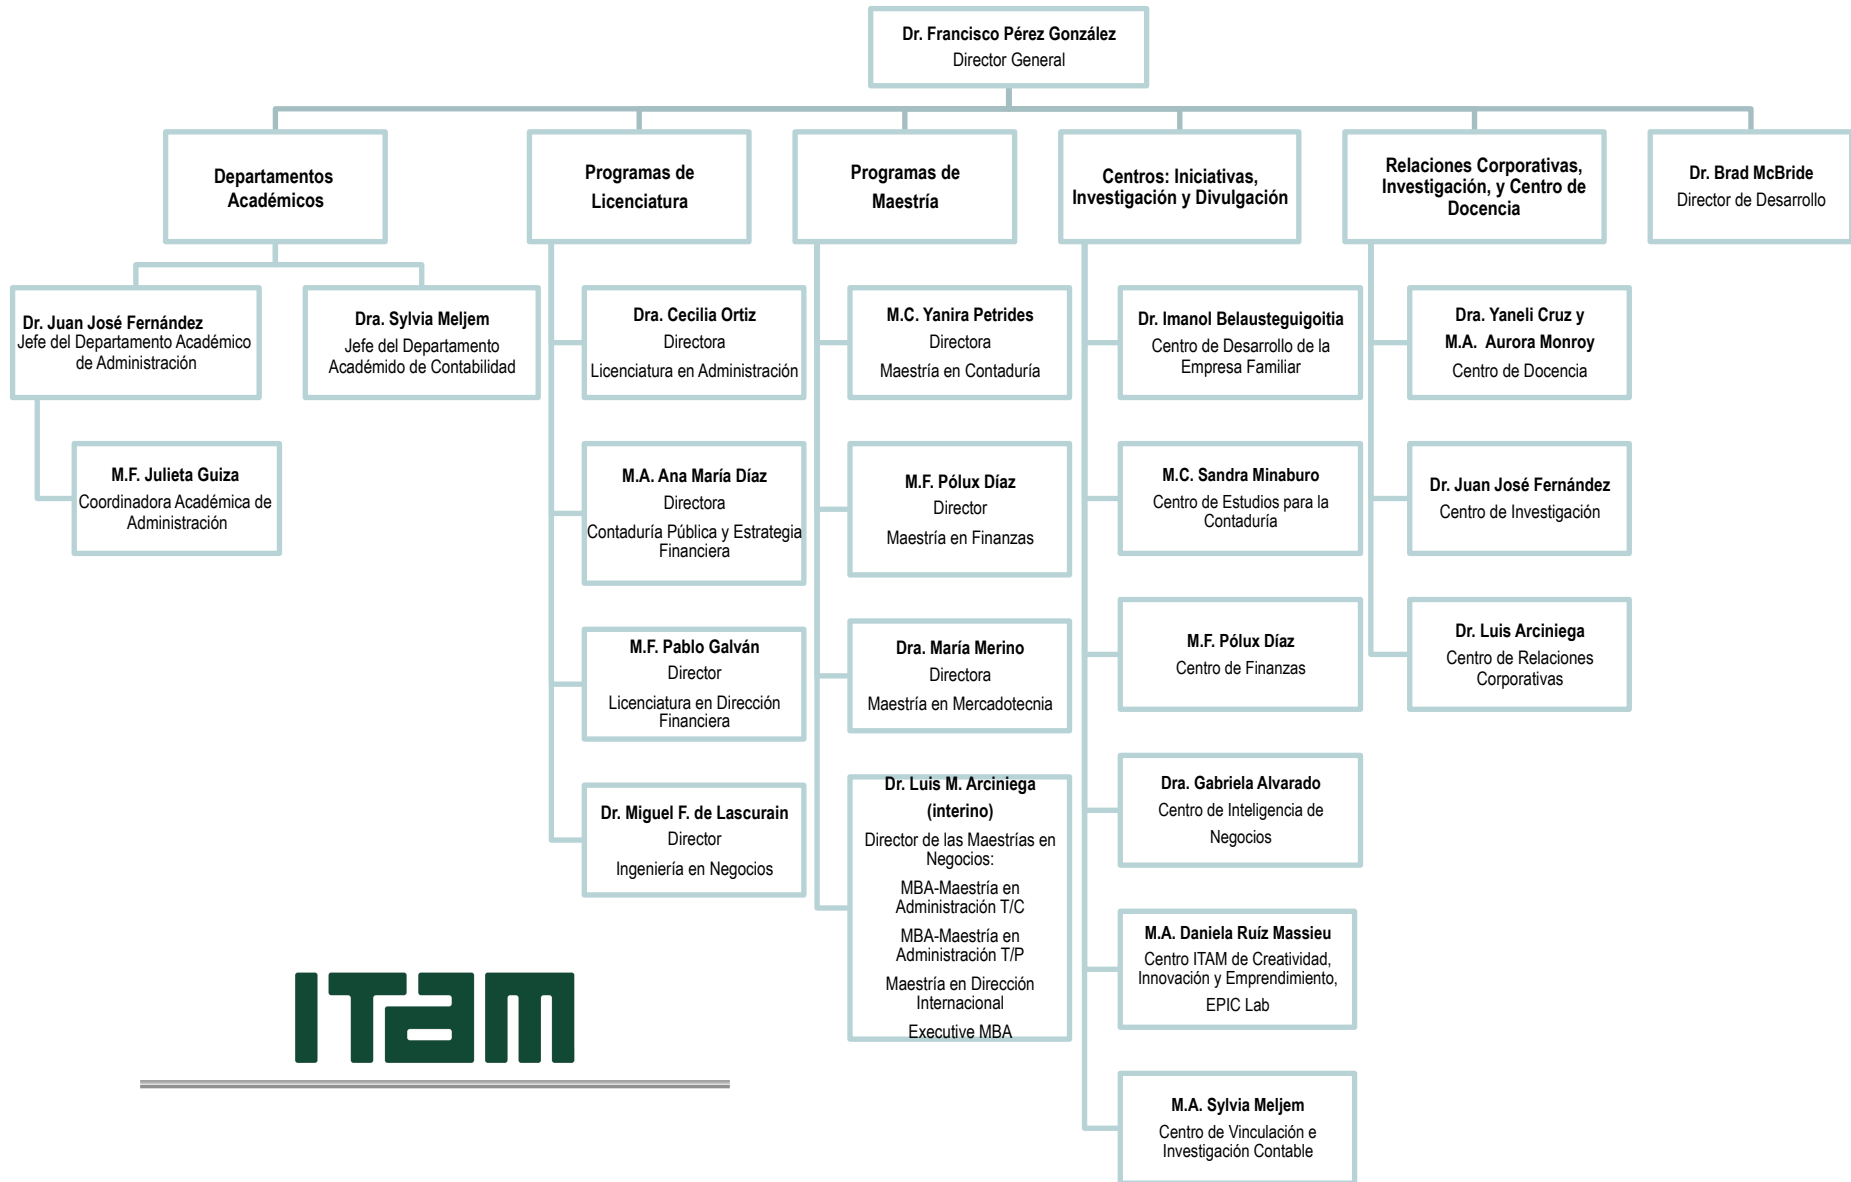 Dr. Francisco Pérez González
Director General
Departamentos
Académicos
Programas de
Licenciatura
Programas de
Maestría
Centros: Iniciativas,
Investigación y Divulgación
Relaciones Corporativas,
Investigación, y Centro de
Docencia
Dr. Brad McBride
Director de Desarrollo
Dr. Juan José Fernández
Jefe del Departamento Académico
de Administración
M.F. Julieta Guiza
Coordinadora Académica de
Administración
Dra. Sylvia Meljem
Jefe del Departamento
Académido de Contabilidad
Dra. Cecilia Ortiz
Directora
Licenciatura en Administración
M.A. Ana María Díaz
Directora
Contaduría Pública y Estrategia
Financiera
M.F. Pablo Galván
Director
Licenciatura en Dirección
Financiera
Dr. Miguel F. de Lascurain
Director
Ingeniería en Negocios
M.C. Yanira Petrides
Directora
Maestría en Contaduría
M.F. Pólux Díaz
Director
Maestría en Finanzas
Dra. María Merino
Directora
Maestría en Mercadotecnia
Dr. Luis M. Arciniega
(interino)
Director de las Maestrías en
Negocios:
MBA-Maestría en
Administración T/C
MBA-Maestría en
Administración T/P
Maestría en Dirección
Internacional
Executive MBA
Dr. Imanol Belausteguigoitia
Centro de Desarrollo de la
Empresa Familiar
M.C. Sandra Minaburo
Centro de Estudios para la
Contaduría
M.F. Pólux Díaz
Centro de Finanzas
Dra. Gabriela Alvarado
Centro de Inteligencia de
Negocios
M.A. Daniela Ruíz Massieu
Centro ITAM de Creatividad,
Innovación y Emprendimiento,
EPIC Lab
M.A. Sylvia Meljem
Centro de Vinculación e
Investigación Contable
Dra. Yaneli Cruz y
M.A. Aurora Monroy
Centro de Docencia
Dr. Juan José Fernández
Centro de Investigación
Dr. Luis Arciniega
Centro de Relaciones
Corporativas
ITaM